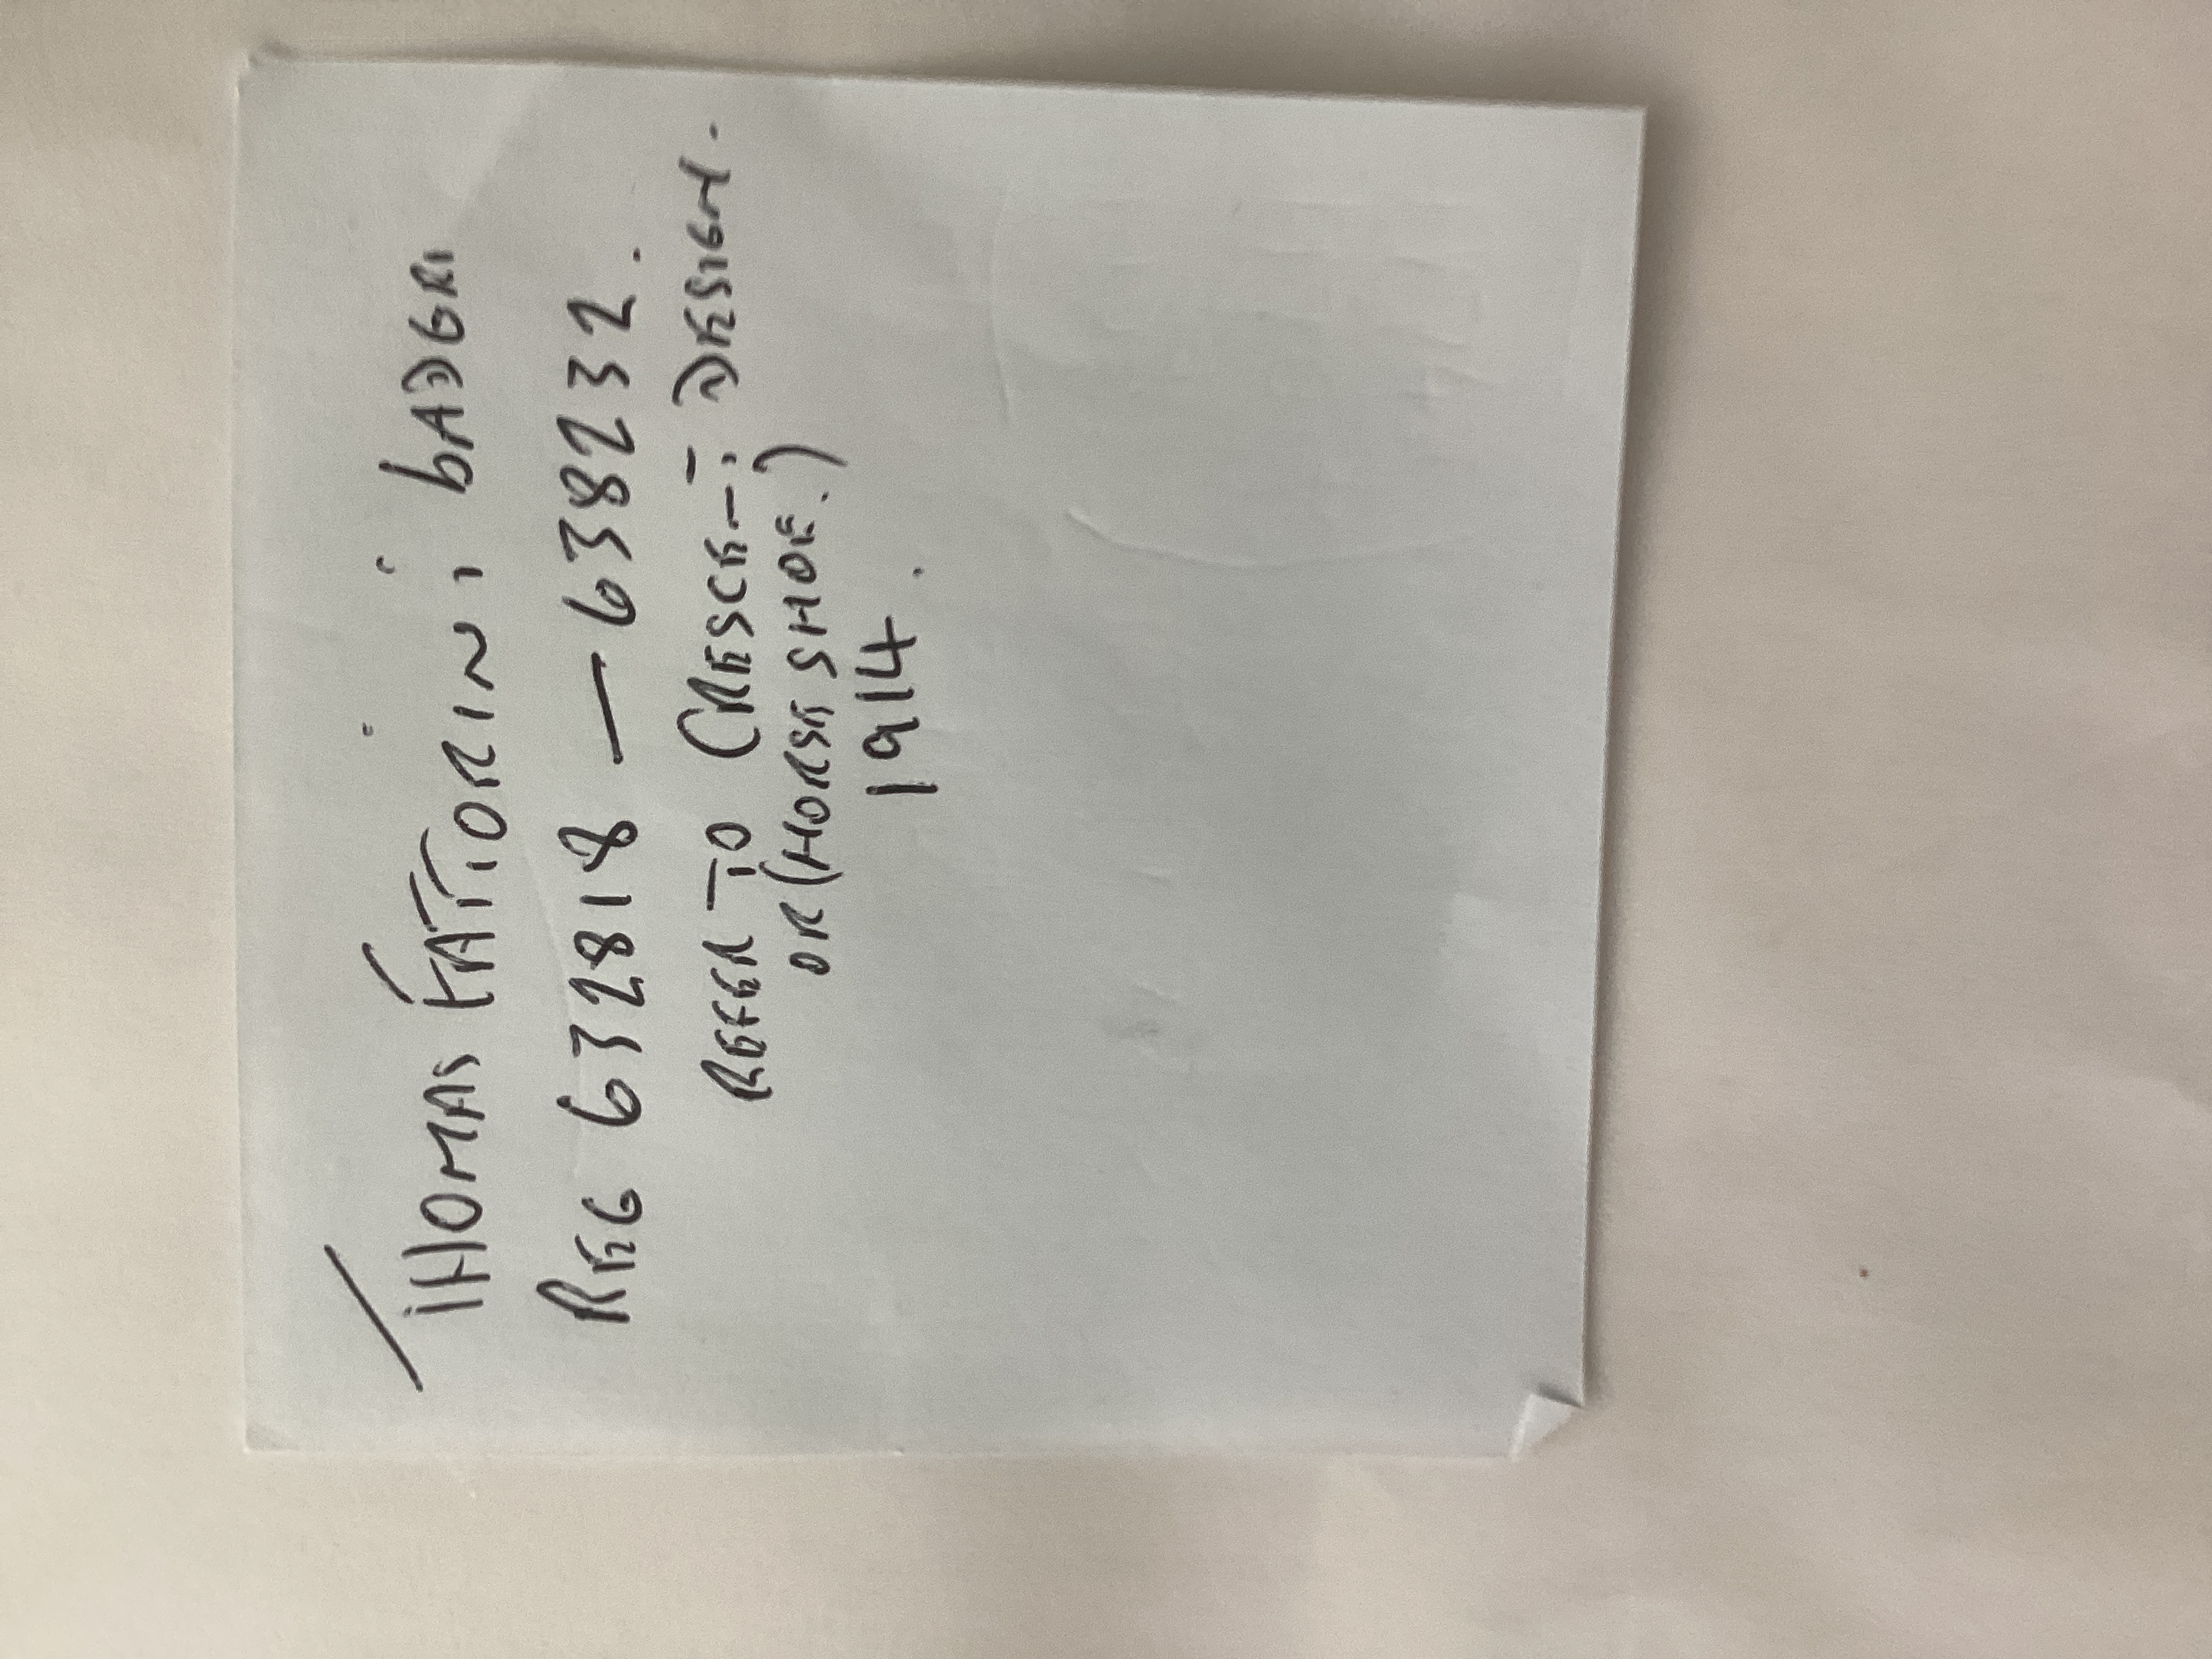 THOMAS FATTORINI BADGE
REG 632818 — 638232.
REFER TO CRESCENT DESIGN.
OR (HORSE SHOE.)
1914.